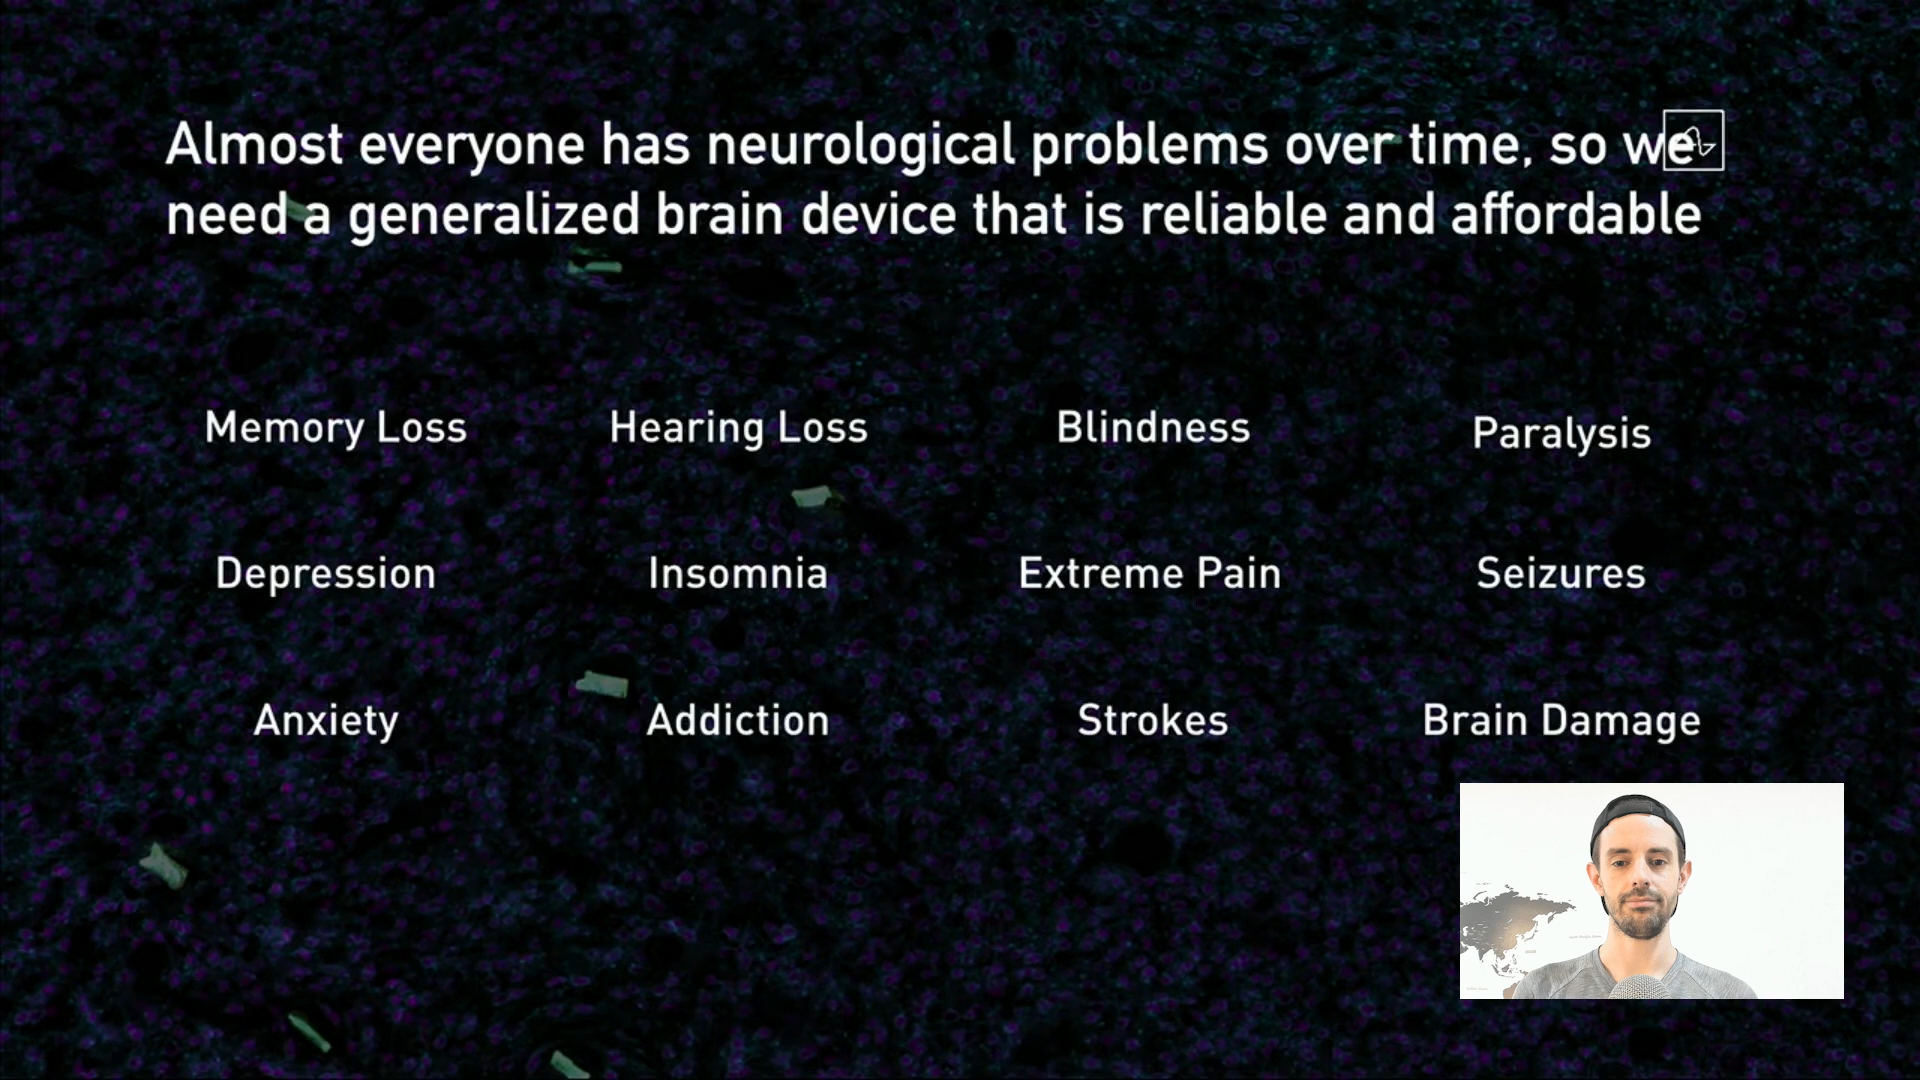 Almost everyone has neurological problems over time, so we
need a generalized brain device that is reliable and affordable
Memory Loss Hearing Loss Blindness Paralysis
Depression Insomnia Extreme Pain Seizures
Anxiety Addiction Strokes Brain Damage